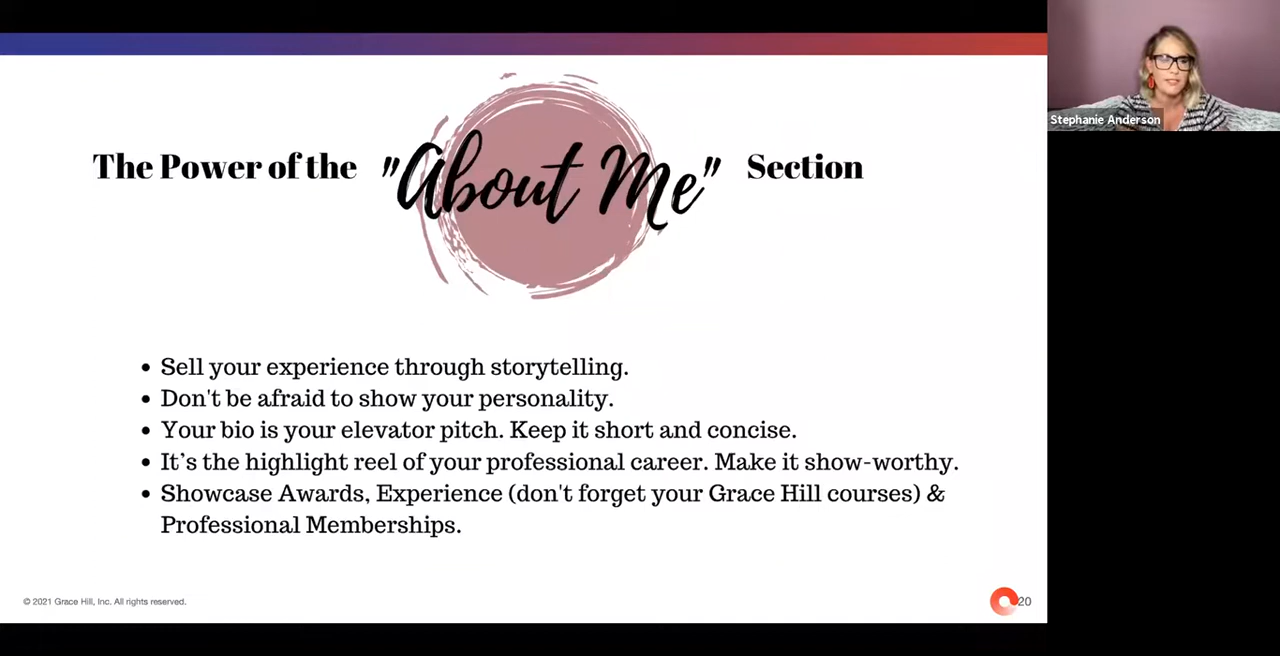 The Power of the "About Me" Section
Sell your experience through storytelling.
Don't be afraid to show your personality.
Your bio is your elevator pitch. Keep it short and concise.
It’s the highlight reel of your professional career. Make it show-worthy.
Showcase Awards, Experience (don't forget your Grace Hill courses) &
Professional Memberships.
© 2021 Grace Hill, Inc. All rights reserved.
20
Stephanie Anderson